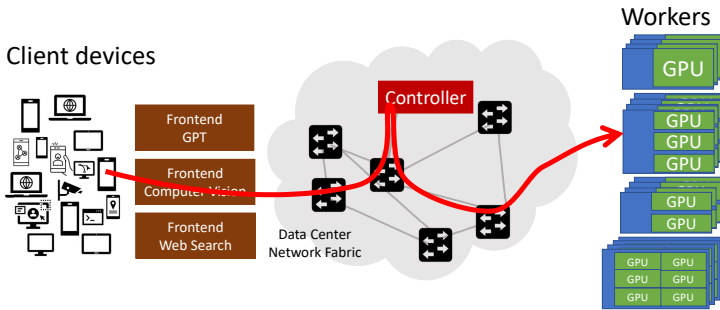 Workers
Client devices
GPU
Controller
Frontend
GPT
GPU
GPU
GPU
Frontend
Computer Vision
GPU
GPU
Frontend
Web Search
Data Center
Network Fabric
GPU GPU
GPU GPU
GPU GPU